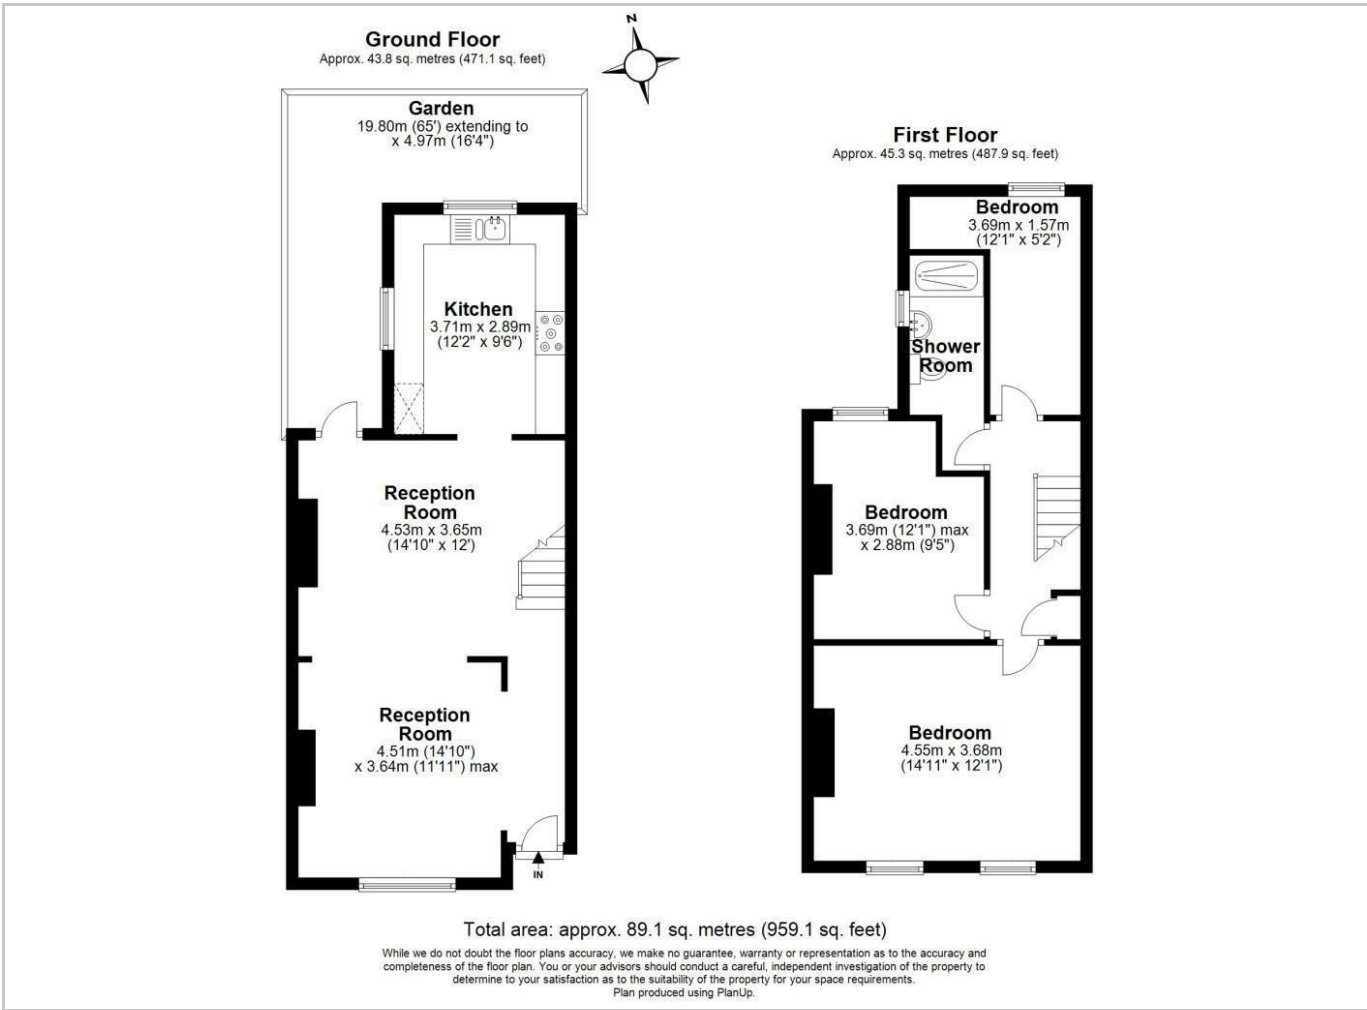 Ground Floor
Approx. 43.8 sq. metres (471.1 sq. feet)
N
Garden
19.80m (65') extending to
x 4.97m (16'4")
Kitchen
3.71m x 2.89m
(12'2" x 9'6")
Reception
Room
4.53m x 3.65m
(14'10" x 12')
Reception
Room
4.51m (14'10")
x 3.64m (11'11") max
IN
First Floor
Approx. 45.3 sq. metres (487.9 sq. feet)
Bedroom
3.69m x 1.57m
(12'1" x 5'2")
Shower
Room
Bedroom
3.69m (12'1") max
x 2.88m (9'5")
Bedroom
4.55m x 3.68m
(14'11" x 12'1")
Total area: approx. 89.1 sq. metres (959.1 sq. feet)
While we do not doubt the floor plans accuracy, we make no guarantee, warranty or representation as to the accuracy and
completeness of the floor plan. You or your advisors should conduct a careful, independent investigation of the property to
determine to your satisfaction as to the suitability of the property for your space requirements.
Plan produced using PlanUp.